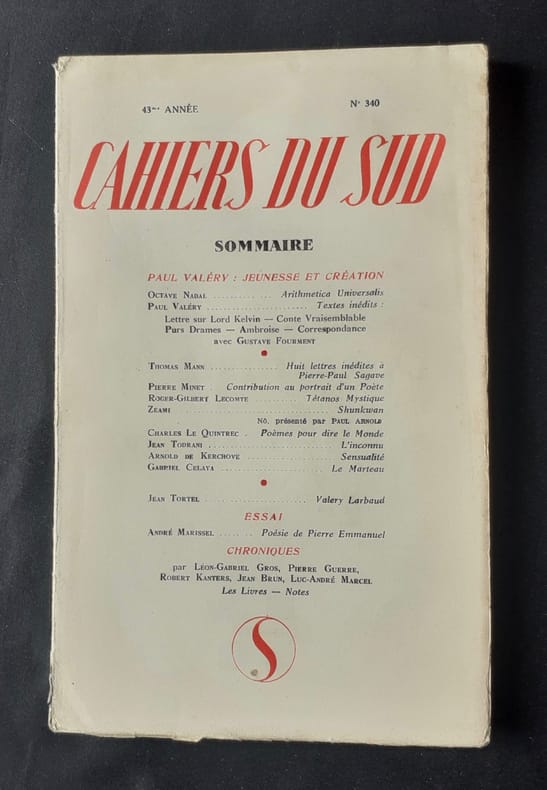 43me ANNÉE N° 340
CAHIERS DU SUD
SOMMAIRE
PAUL VALÉRY : JEUNESSE ET CRÉATION
OCTAVE NADAL ............ Arithmetica Universalis
PAUL VALÉRY ........................ Textes inédits :
Lettre sur Lord Kelvin — Conte Vraisemblable
Purs Drames — Ambroise — Correspondance
avec GUSTAVE FOURMENT
THOMAS MANN ................ Huit lettres inédites à
Pierre-Paul Sagave
PIERRE MINET . Contribution au portrait d'un Poète
ROGER-GILBERT LECOMTE ......... Tétanos Mystique
ZEAMI ........................................ Shunkwan
Nô, présenté par PAUL ARNOLD
CHARLES LE QUINTREC . Poèmes pour dire le Monde
JEAN TODRANI ............................ L'inconnu
ARNOLD DE KERCHOVE ..................... Sensualité
GABRIEL CELAYA ......................... Le Marteau
JEAN TORTEL ........................ Valery Larbaud
ESSAI
ANDRÉ MARISSEL ....... Poésie de Pierre Emmanuel
CHRONIQUES
par LÉON-GABRIEL GROS, PIERRE GUERRE,
ROBERT KANTERS, JEAN BRUN, LUC-ANDRÉ MARCEL
Les Livres — Notes
S